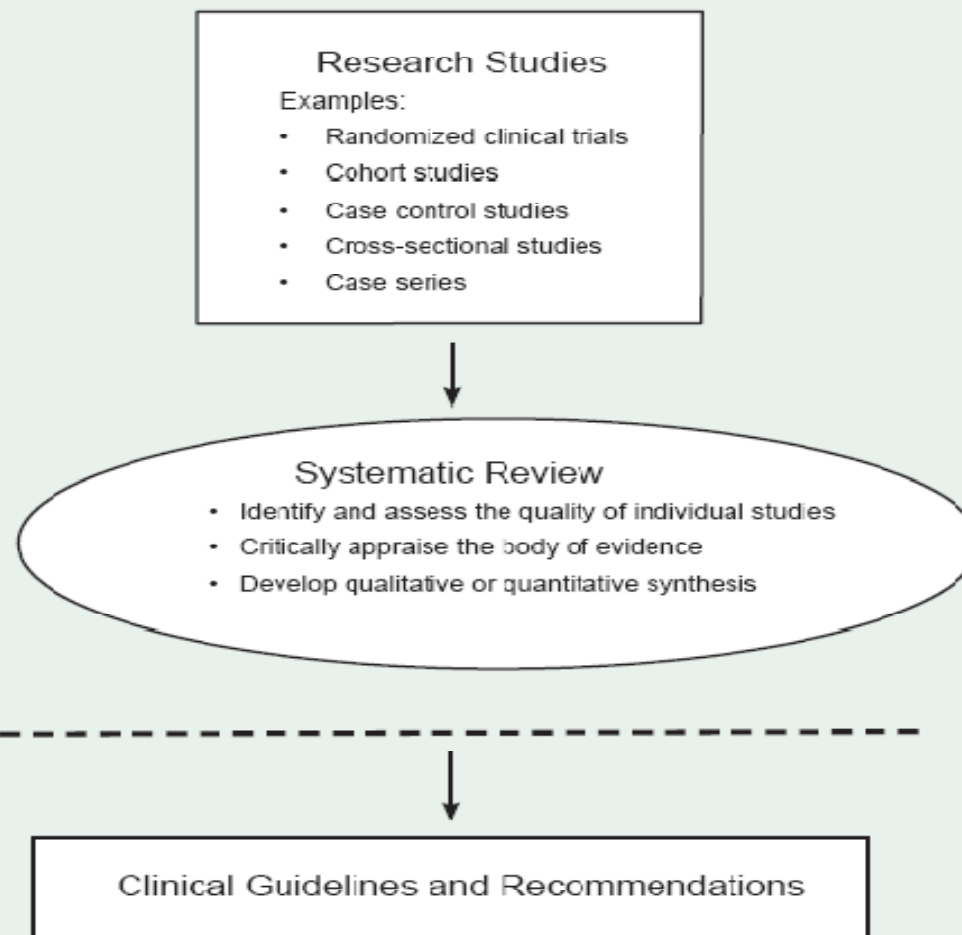 Research Studies
Examples:
• Randomized clinical trials
• Cohort studies
• Case control studies
• Cross-sectional studies
• Case series
Systematic Review
• Identify and assess the quality of individual studies
• Critically appraise the body of evidence
• Develop qualitative or quantitative synthesis
Clinical Guidelines and Recommendations